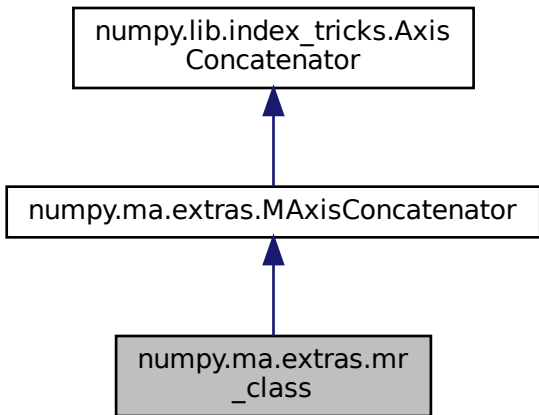 numpy.lib.index_tricks.Axis
Concatenator
numpy.ma.extras.MAxisConcatenator
numpy.ma.extras.mr
_class